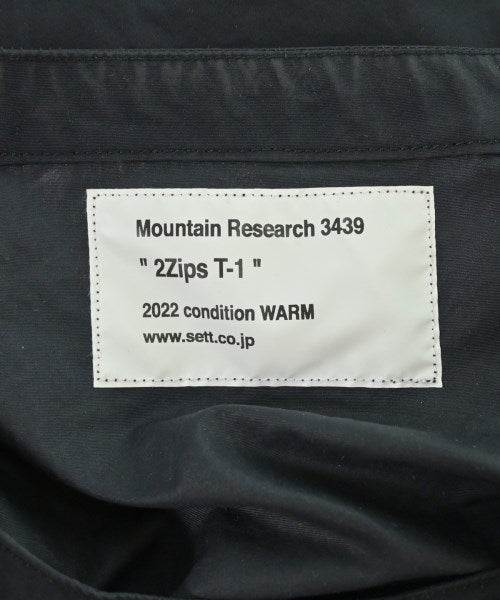 Mountain Research 3439
" 2Zips T-1 "
2022 condition WARM
www.sett.co.jp